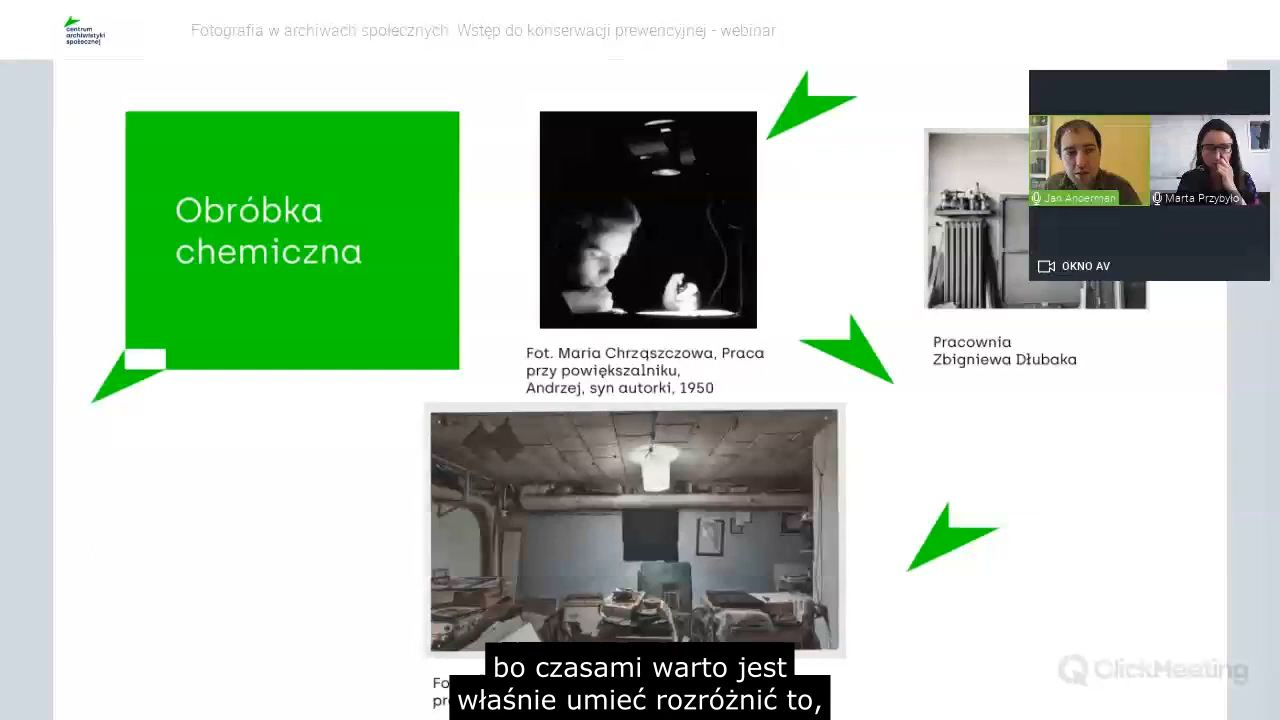 centrum
archiwistyki
społecznej
Fotografia w archiwach społecznych Wstęp do konserwacji prewencyjnej - webinar
Obróbka
chemiczna
Fot. Maria Chrząszczowa, Praca
przy powiększalniku,
Andrzej, syn autorki, 1950
Jan Anderman
Marta Przybyło
OKNO AV
Pracownia
Zbigniewa Dłubaka
ClickMeeting
bo czasami warto jest
właśnie umieć rozróżnić to,